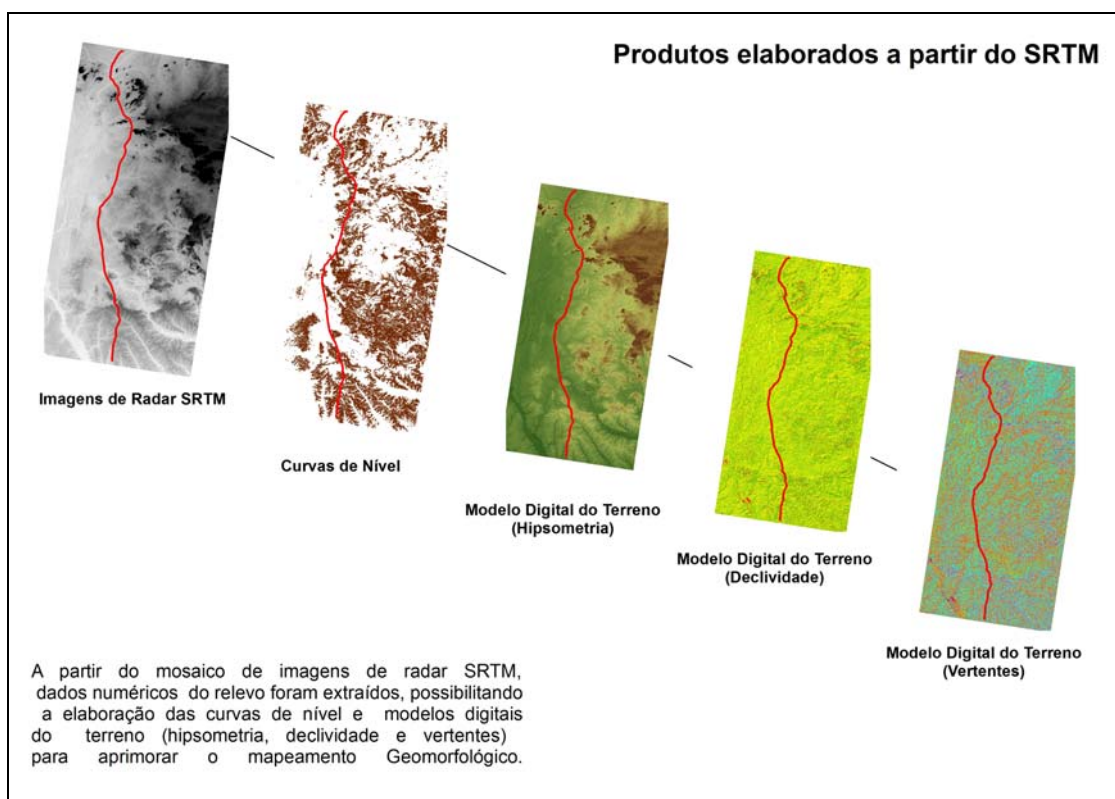 Produtos elaborados a partir do SRTM
Imagens de Radar SRTM
Curvas de Nível
Modelo Digital do Terreno
(Hipsometria)
Modelo Digital do Terreno
(Declividade)
Modelo Digital do Terreno
(Vertentes)
A partir do mosaico de imagens de radar SRTM,
dados numéricos do relevo foram extraídos, possibilitando
a elaboração das curvas de nível e modelos digitais
do terreno (hipsometria, declividade e vertentes)
para aprimorar o mapeamento Geomorfológico.